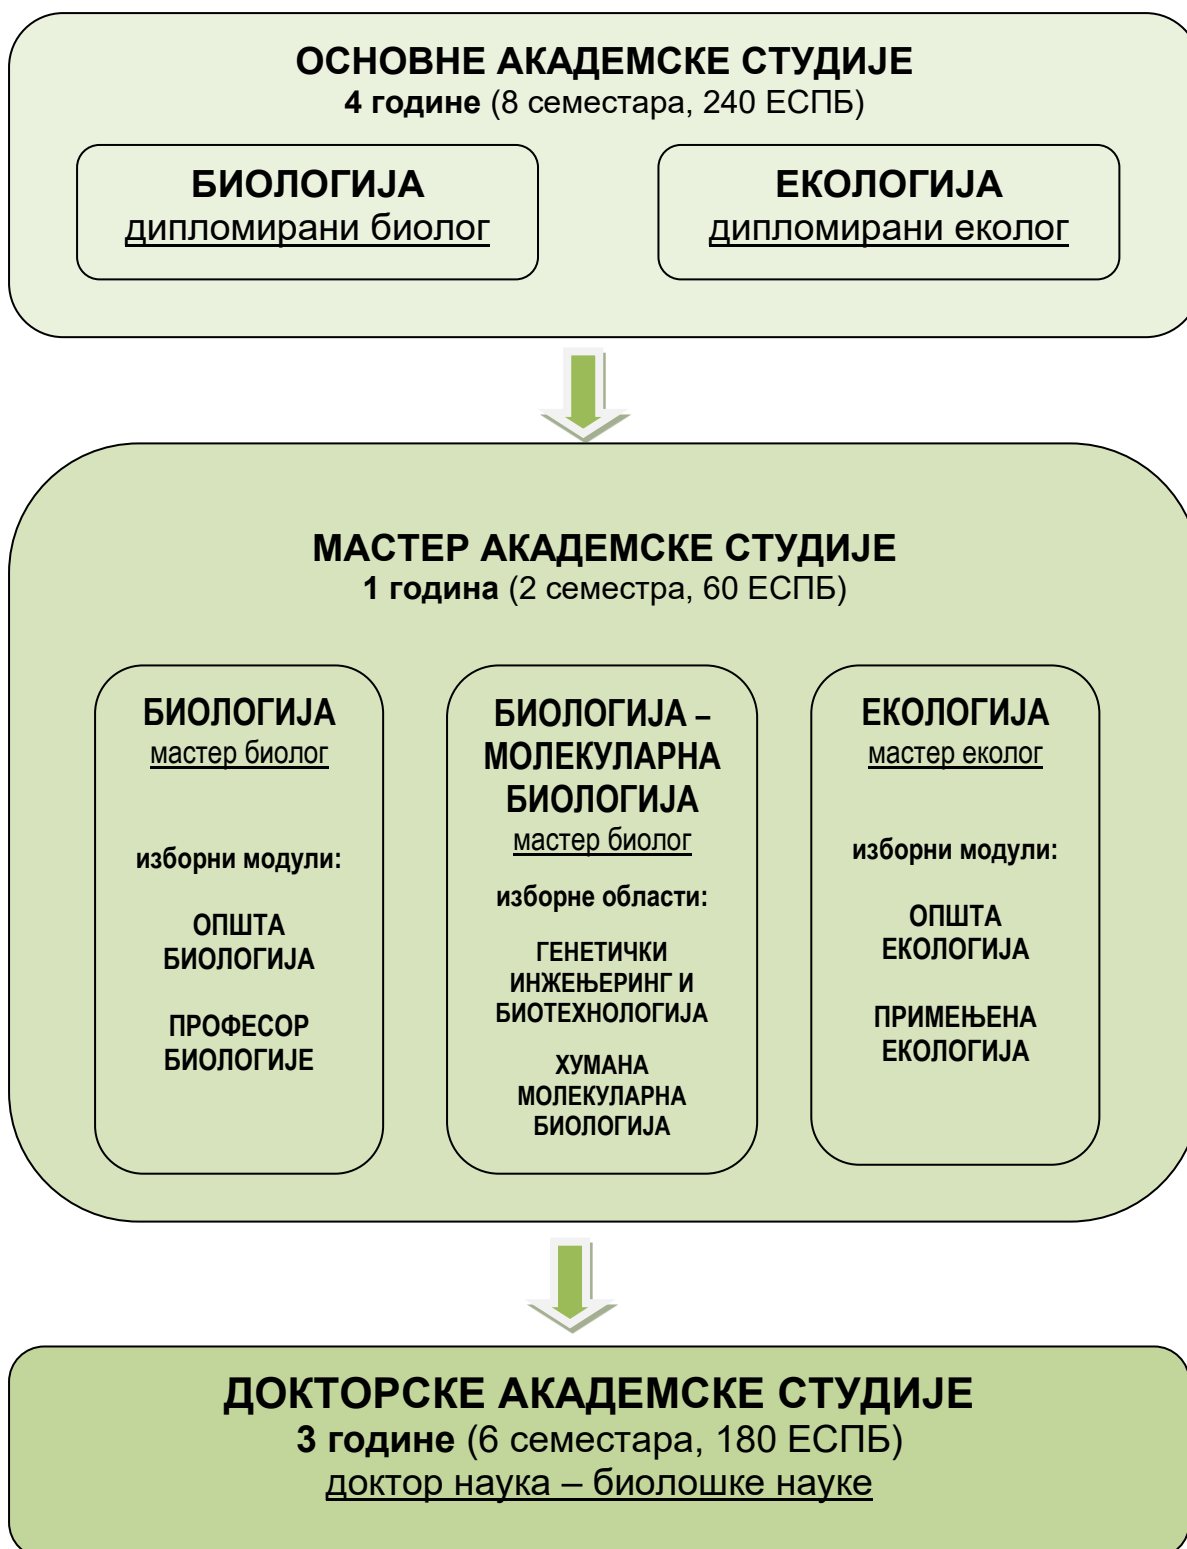 ОСНОВНЕ АКАДЕМСКЕ СТУДИЈЕ
4 године (8 семестара, 240 ЕСПБ)
БИОЛОГИЈА
дипломирани биолог
ЕКОЛОГИЈА
дипломирани еколог
МАСТЕР АКАДЕМСКЕ СТУДИЈЕ
1 година (2 семестра, 60 ЕСПБ)
БИОЛОГИЈА
мастер биолог
изборни модули:
ОПШТА
БИОЛОГИЈА
ПРОФЕСОР
БИОЛОГИЈЕ
БИОЛОГИЈА –
МОЛЕКУЛАРНА
БИОЛОГИЈА
мастер биолог
изборне области:
ГЕНЕТИЧКИ
ИНЖЕЊЕРИНГ И
БИОТЕХНОЛОГИЈА
ХУМАНА
МОЛЕКУЛАРНА
БИОЛОГИЈА
ЕКОЛОГИЈА
мастер еколог
изборни модули:
ОПШТА
ЕКОЛОГИЈА
ПРИМЕЊЕНА
ЕКОЛОГИЈА
ДОКТОРСКЕ АКАДЕМСКЕ СТУДИЈЕ
3 године (6 семестара, 180 ЕСПБ)
доктор наука – биолошке науке